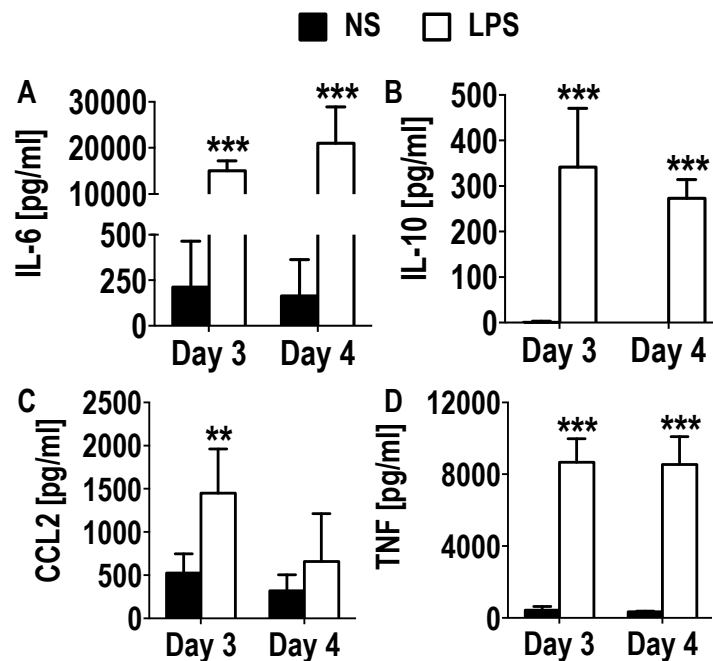 NS LPS
A
IL-6 [pg/ml]
30000
***
***
20000
10000
500
250
0
Day 3 Day 4
B
IL-10 [pg/ml]
500
***
400
***
300
200
100
0
Day 3 Day 4
C
CCL2 [pg/ml]
2500
**
2000
1500
1000
500
0
Day 3 Day 4
D
TNF [pg/ml]
12000
*** ***
8000
4000
0
Day 3 Day 4